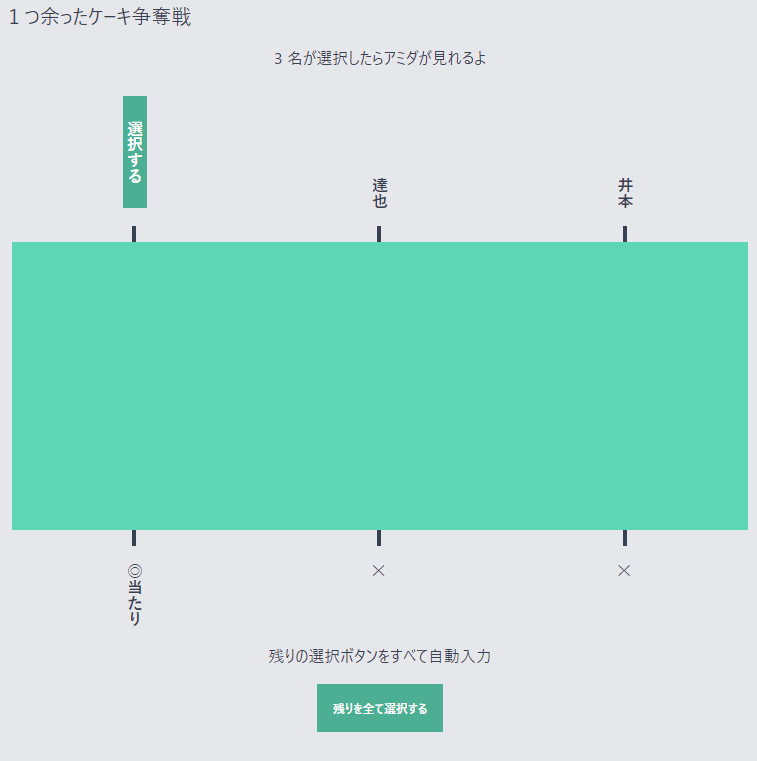 1つ余ったケーキ争奪戦
3 名が選択したらアミダが見れるよ
選択する
達也
井本
◎当たり
×
×
残りの選択ボタンをすべて自動入力
残りを全て選択する